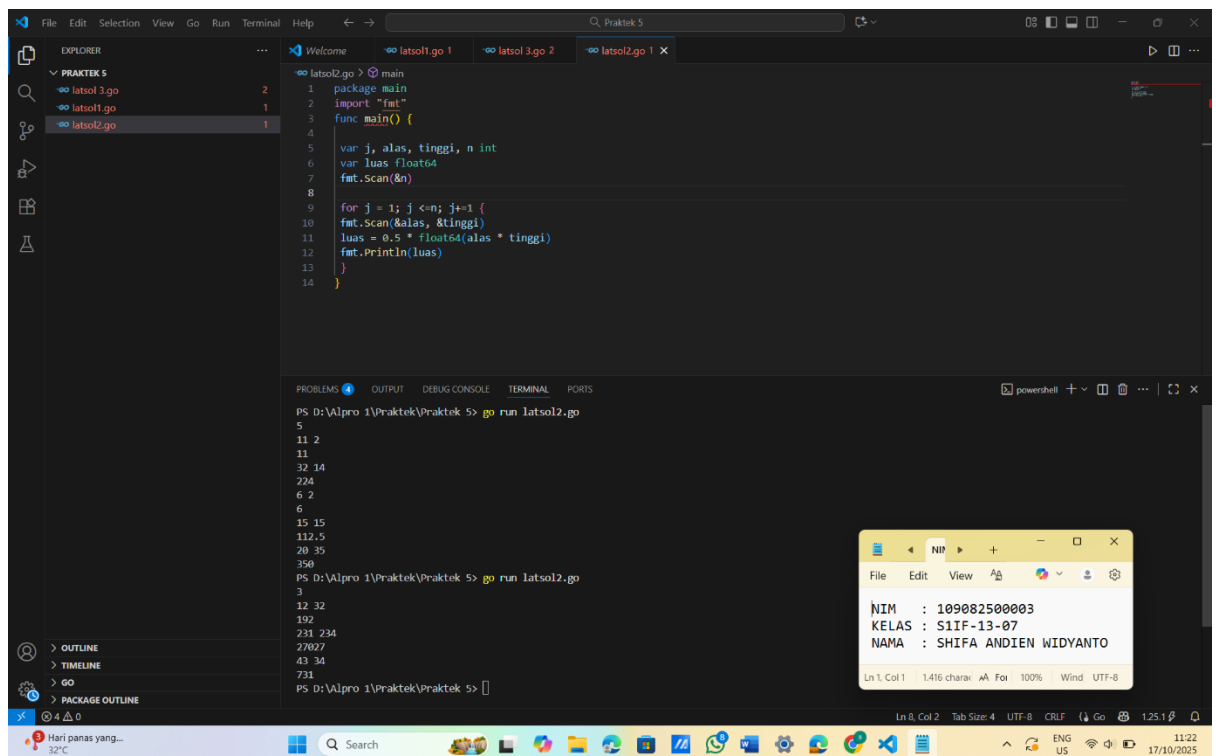 File Edit Selection View Go Run Terminal Help
Praktek 5
EXPLORER
Welcome
latsol1.go 1
latsol 3.go 2
latsol2.go 1
PRAKTEK 5
latsol 3.go 2
latsol1.go 1
latsol2.go 1
latsol2.go > main
1 package main
2 import "fmt"
3 func main() {
4
5 var j, alas, tinggi, n int
6 var luas float64
7 fmt.Scan(&n)
8
9 for j = 1; j <=n; j+=1 {
10 fmt.Scan(&alas, &tinggi)
11 luas = 0.5 * float64(alas * tinggi)
12 fmt.Println(luas)
13 }
14 }
PROBLEMS 4 OUTPUT DEBUG CONSOLE TERMINAL PORTS
powershell
PS D:\Alpro 1\Praktek\Praktek 5> go run latsol2.go
5
11 2
11
32 14
224
6 2
6
15 15
112.5
20 35
350
PS D:\Alpro 1\Praktek\Praktek 5> go run latsol2.go
3
12 32
192
231 234
27027
43 34
731
PS D:\Alpro 1\Praktek\Praktek 5>
NIM
File Edit View
NIM : 109082500003
KELAS : S1IF-13-07
NAMA : SHIFA ANDIEN WIDYANTO
Ln 1, Col 1 1.416 charac Foi 100% Wind UTF-8
OUTLINE
TIMELINE
GO
PACKAGE OUTLINE
4 0
Ln 8, Col 2 Tab Size: 4 UTF-8 CRLF Go 1.25.1
3
Hari panas yang...
32°C
Search
8
ENG
US
11:22
17/10/2025